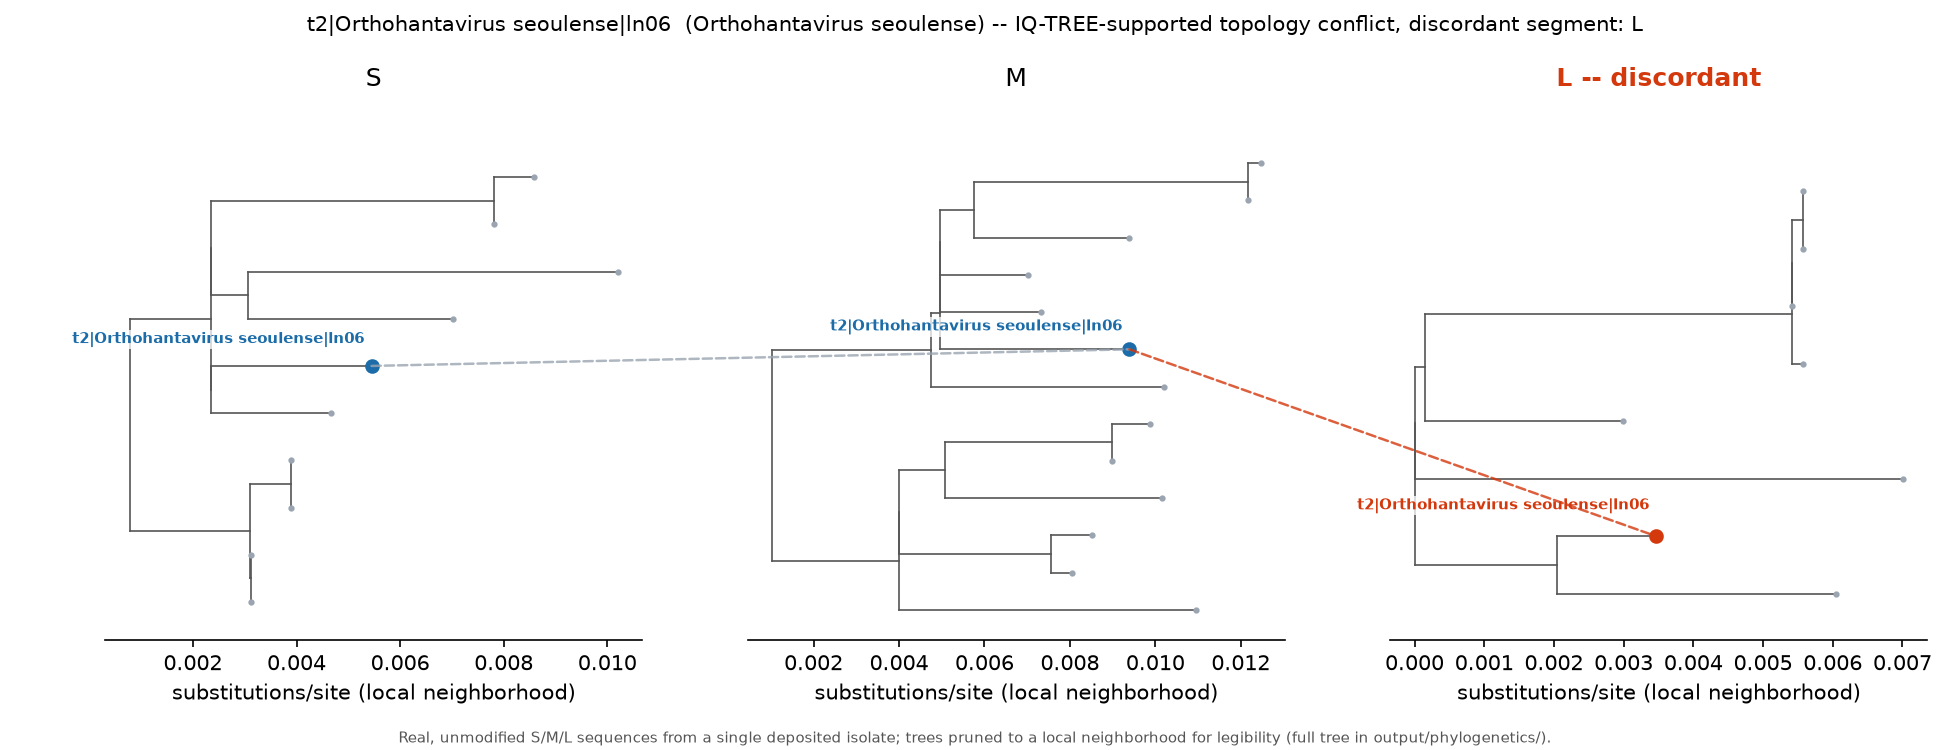 t2|Orthohantavirus seoulense|ln06  (Orthohantavirus seoulense) -- IQ-TREE-supported topology conflict, discordant segment: L
S
M
L -- discordant
t2|Orthohantavirus seoulense|ln06
t2|Orthohantavirus seoulense|ln06
t2|Orthohantavirus seoulense|ln06
0.002 0.004 0.006 0.008 0.010
substitutions/site (local neighborhood)
0.002 0.004 0.006 0.008 0.010 0.012
substitutions/site (local neighborhood)
0.000 0.001 0.002 0.003 0.004 0.005 0.006 0.007
substitutions/site (local neighborhood)
Real, unmodified S/M/L sequences from a single deposited isolate; trees pruned to a local neighborhood for legibility (full tree in output/phylogenetics/).